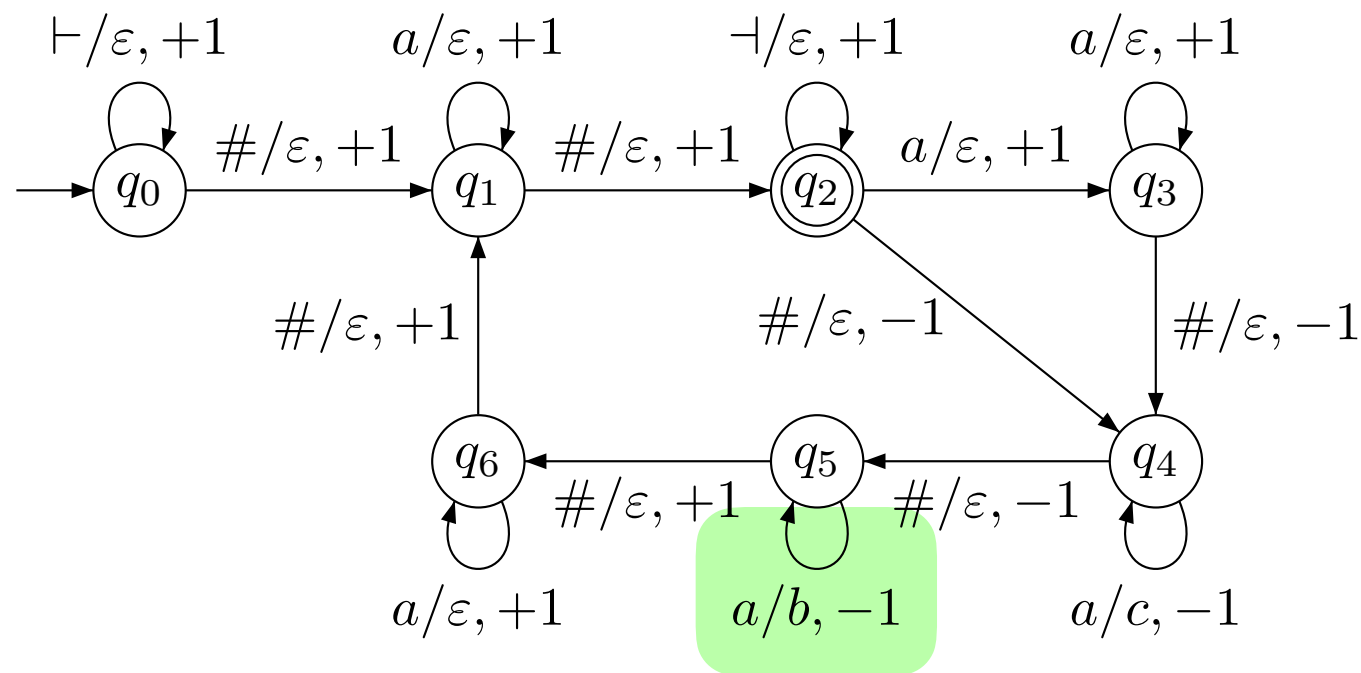 ⊢/ε, +1 a/ε, +1 ⊣/ε, +1 a/ε, +1
#/ε, +1 #/ε, +1 a/ε, +1
q₀ q₁ q₂ q₃
#/ε, +1 #/ε, −1 #/ε, −1
q₆ q₅ q₄
#/ε, +1 #/ε, −1
a/ε, +1 a/b, −1 a/c, −1